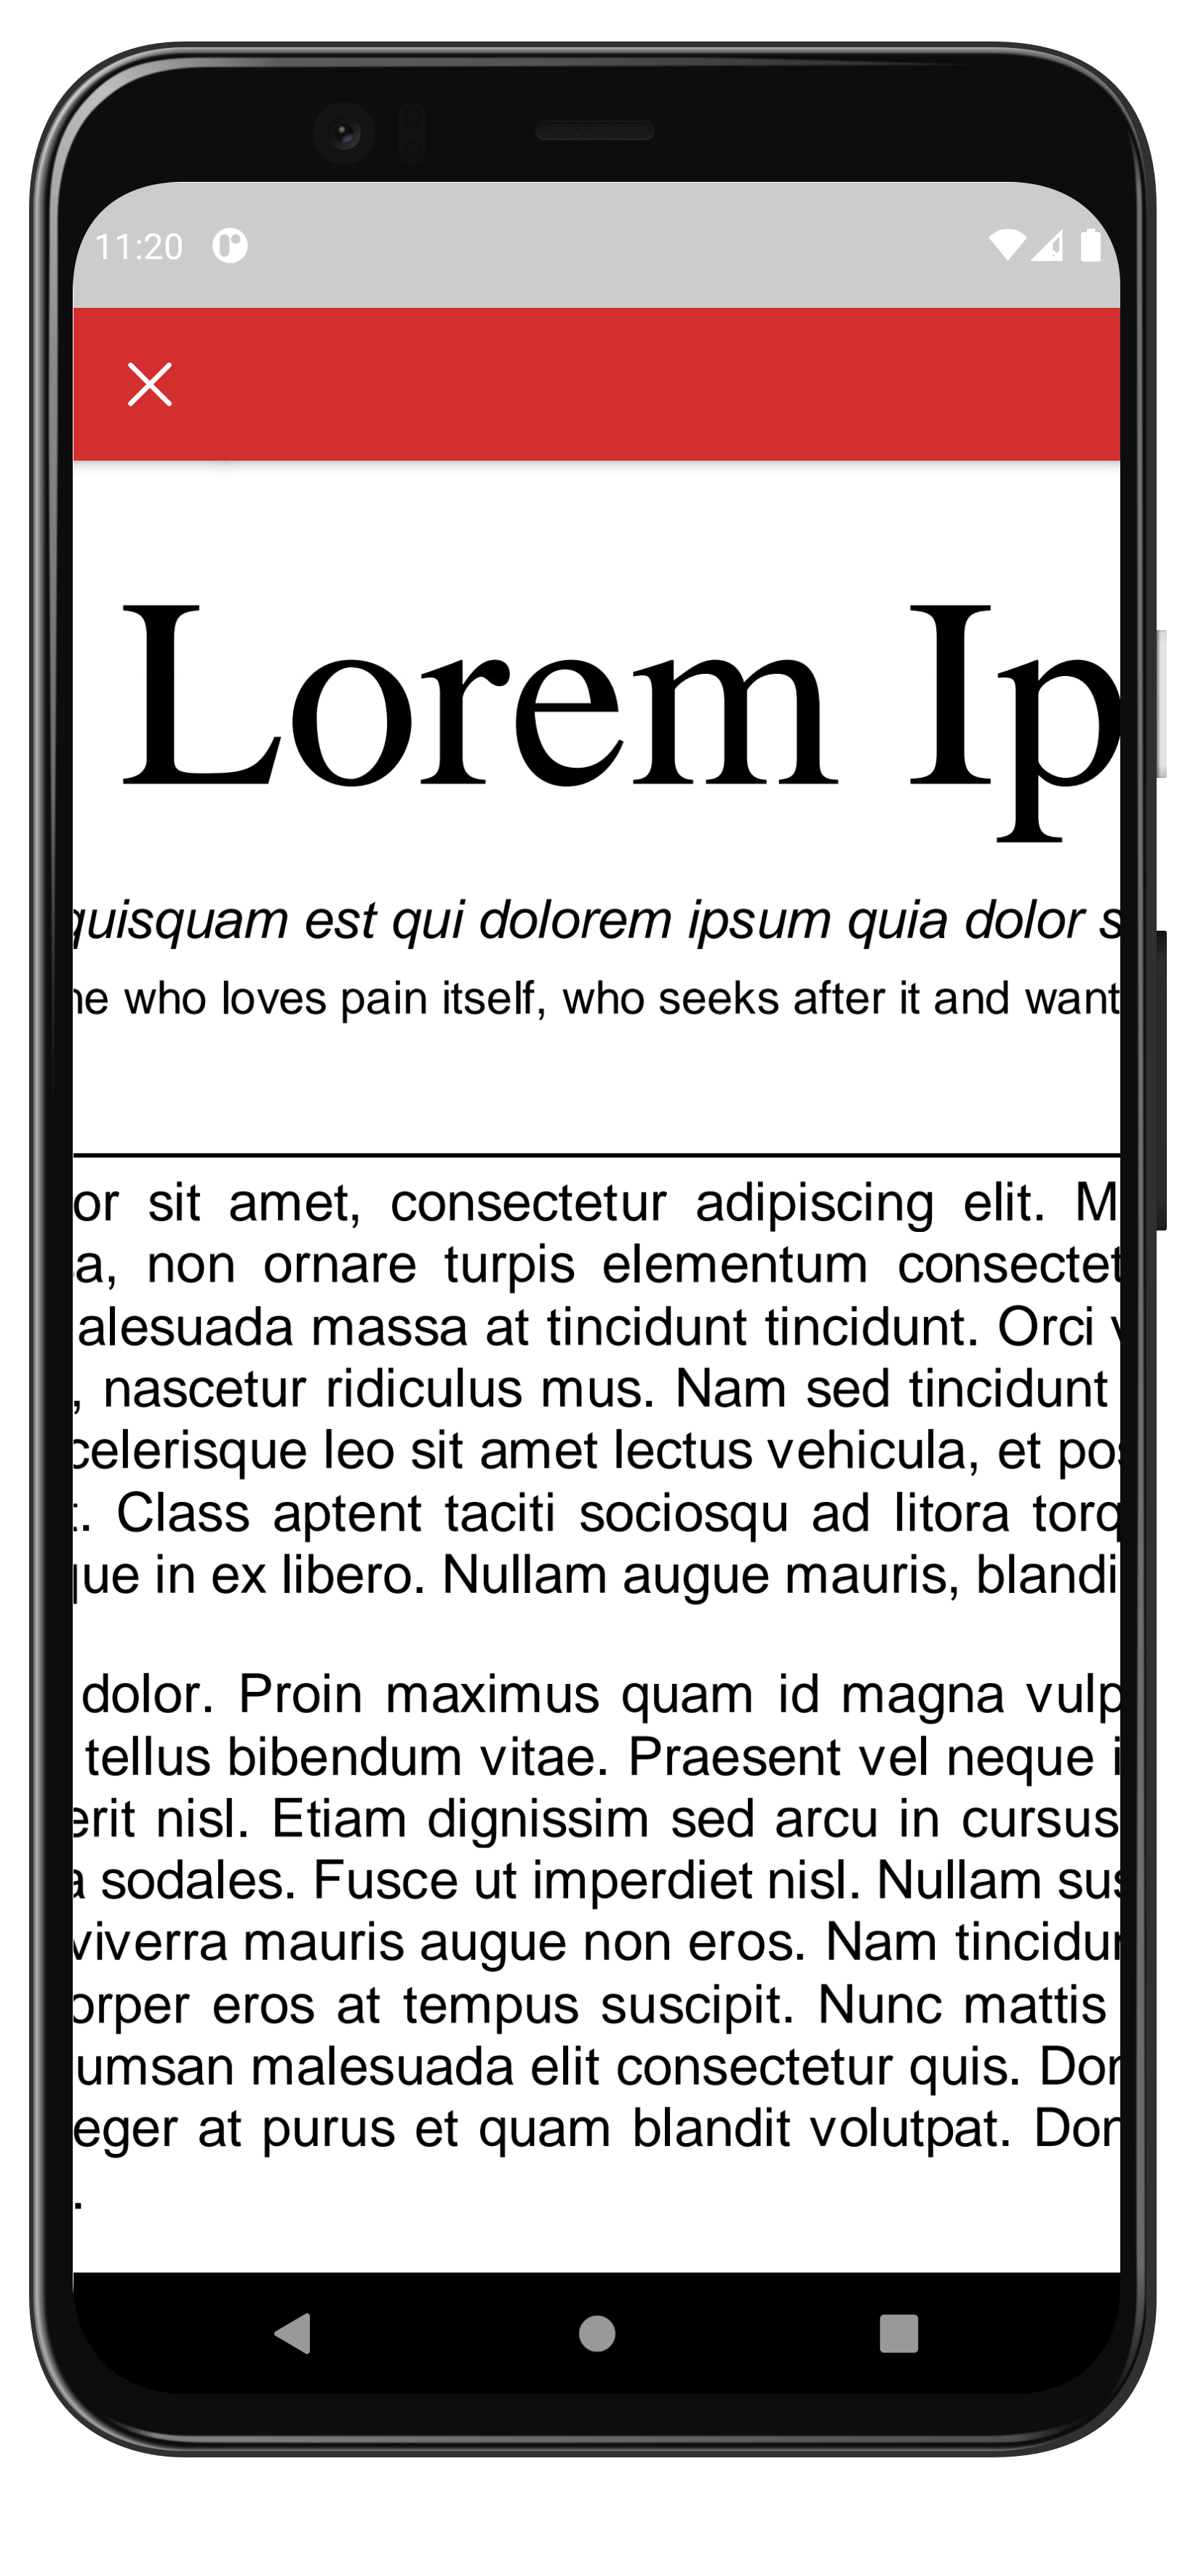 11:20
Lorem Ip
quisquam est qui dolorem ipsum quia dolor s
ne who loves pain itself, who seeks after it and want
or sit amet, consectetur adipiscing elit. M
a, non ornare turpis elementum consectet
alesuada massa at tincidunt tincidunt. Orci v
, nascetur ridiculus mus. Nam sed tincidunt
celerisque leo sit amet lectus vehicula, et pos
t. Class aptent taciti sociosqu ad litora torq
que in ex libero. Nullam augue mauris, blandi
dolor. Proin maximus quam id magna vulp
tellus bibendum vitae. Praesent vel neque i
erit nisl. Etiam dignissim sed arcu in cursus
a sodales. Fusce ut imperdiet nisl. Nullam sus
viverra mauris augue non eros. Nam tincidun
orper eros at tempus suscipit. Nunc mattis
umsan malesuada elit consectetur quis. Don
eger at purus et quam blandit volutpat. Don
.